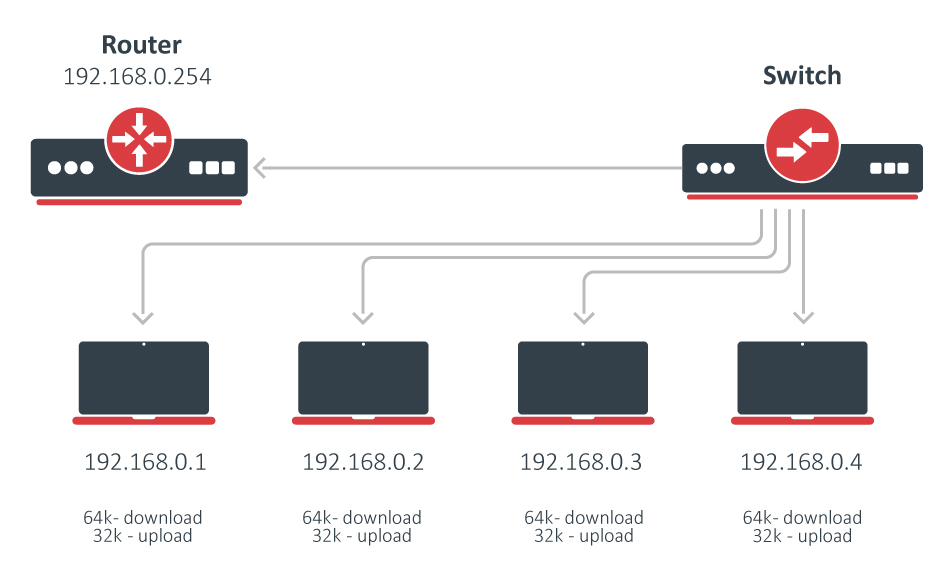 Router
192.168.0.254
Switch
192.168.0.1
192.168.0.2
192.168.0.3
192.168.0.4
64k- download
32k - upload
64k- download
32k - upload
64k- download
32k - upload
64k- download
32k - upload